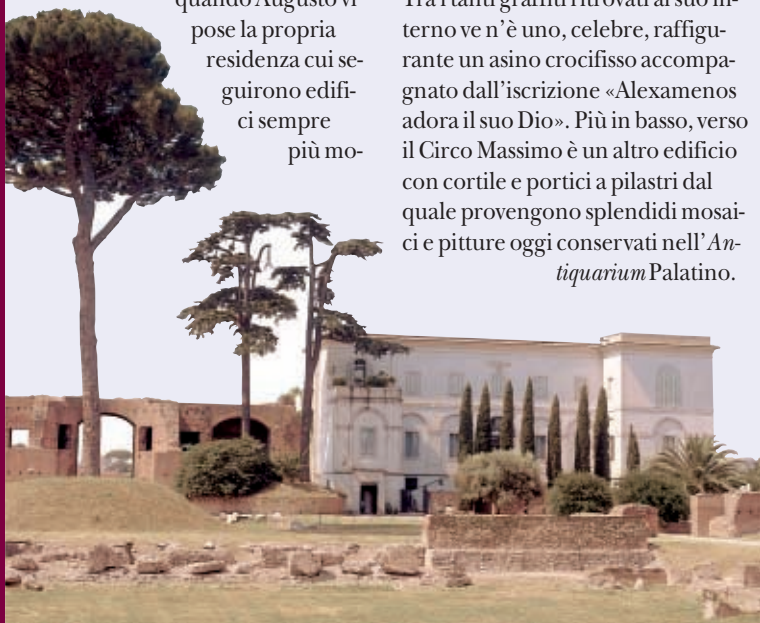 quando Augusto vi
pose la propria
residenza cui se-
guirono edifi-
ci sempre
più mo-
Tra i tanti graffiti ritrovati al suo in-
terno ve n'è uno, celebre, raffigu-
rante un asino crocifisso accompa-
gnato dall'iscrizione «Alexamenos
adora il suo Dio». Più in basso, verso
il Circo Massimo è un altro edificio
con cortile e portici a pilastri dal
quale provengono splendidi mosai-
ci e pitture oggi conservati nell'An-
tiquarium Palatino.